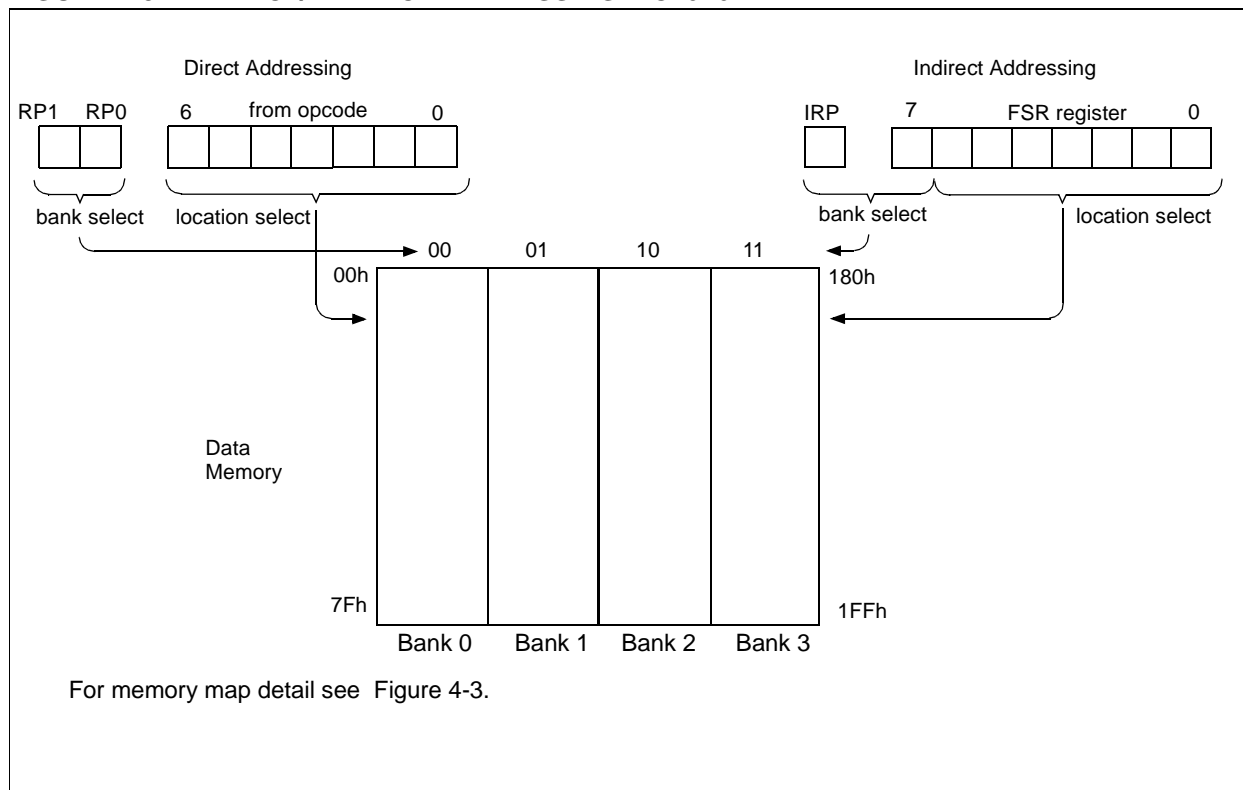 Direct Addressing
Indirect Addressing
RP1 RP0
6 from opcode 0
IRP
7 FSR register 0
bank select
location select
bank select
location select
00 01 10 11
00h
180h
Data
Memory
7Fh
1FFh
Bank 0 Bank 1 Bank 2 Bank 3
For memory map detail see Figure 4-3.